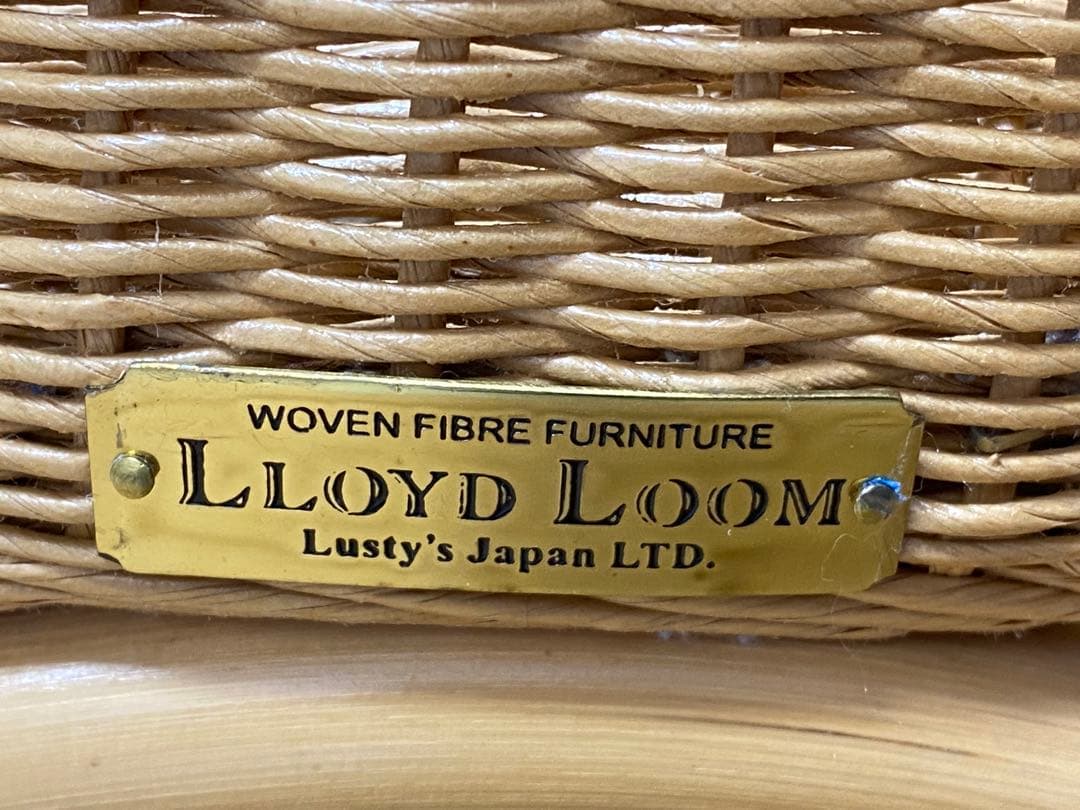 WOVEN FIBRE FURNITURE
LLOYD LOOM
Lusty's Japan LTD.